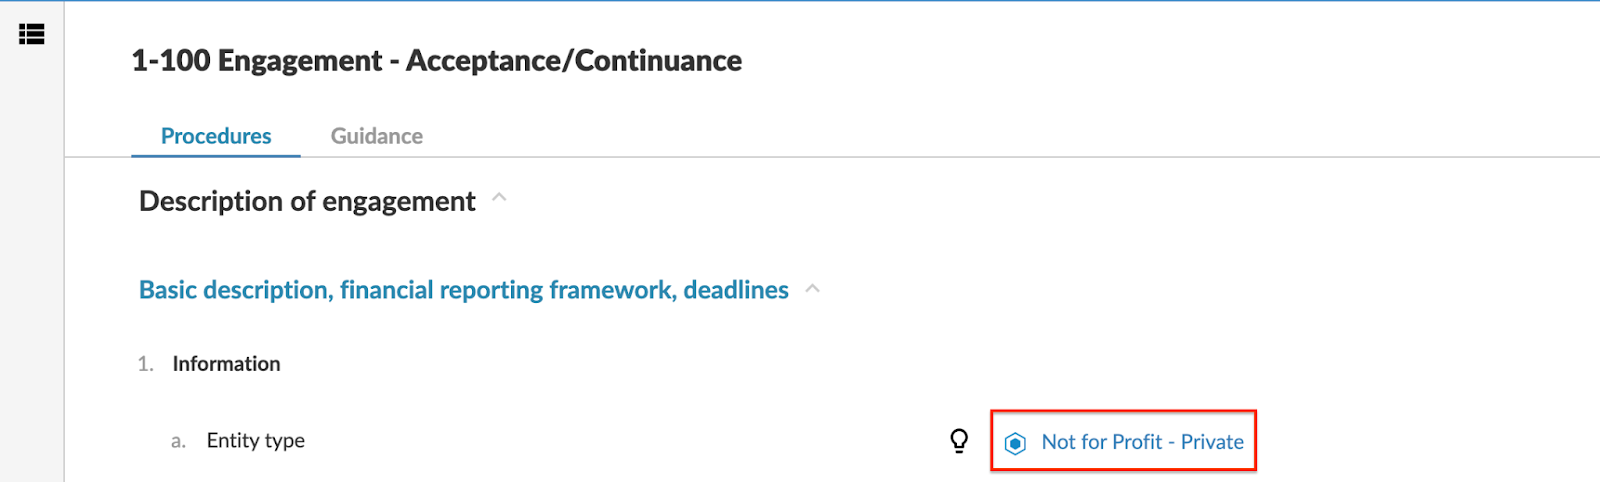 1-100 Engagement - Acceptance/Continuance
Procedures Guidance
Description of engagement
Basic description, financial reporting framework, deadlines
1. Information
a. Entity type Not for Profit - Private